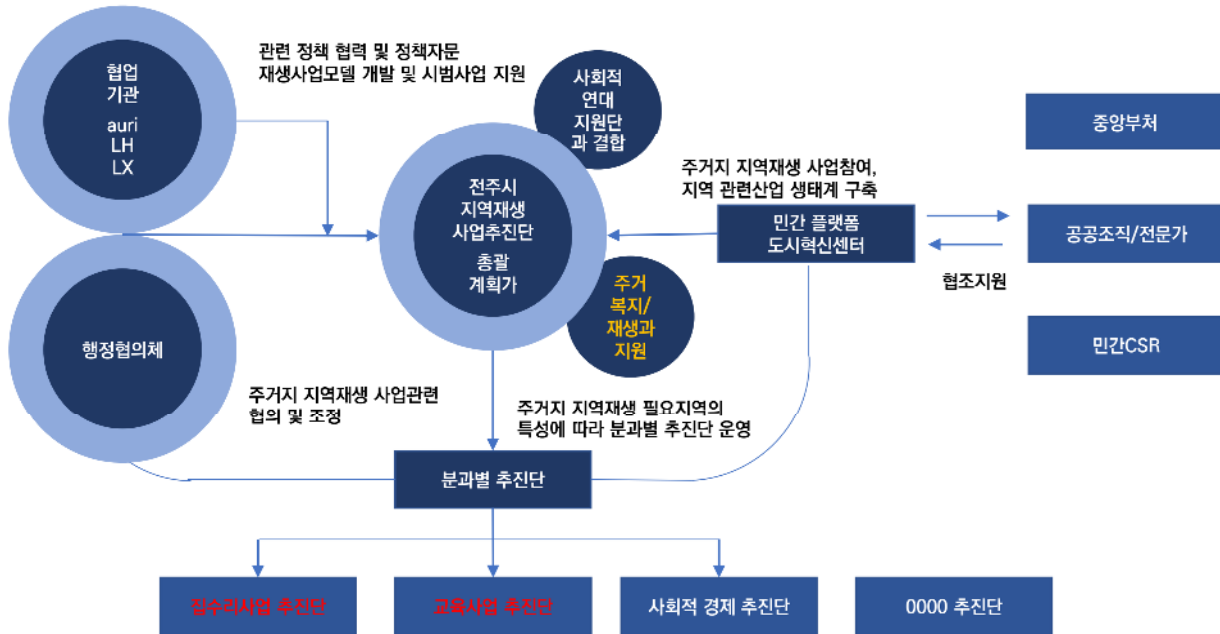 관련 정책 협력 및 정책자문
재생사업모델 개발 및 시범사업 지원
협업
기관
auri
LH
LX
사회적
연대
지원단
과 결합
중앙부처
주거지 지역재생 사업참여,
지역 관련산업 생태계 구축
전주시
지역재생
사업추진단
총괄
계획가
민간 플랫폼
도시혁신센터
공공조직/전문가
협조지원
주거
복지/
재생과
지원
행정협의체
민간CSR
주거지 지역재생 사업관련
협의 및 조정
주거지 지역재생 필요지역의
특성에 따라 분과별 추진단 운영
분과별 추진단
집수리사업 추진단
교육사업 추진단
사회적 경제 추진단
0000 추진단